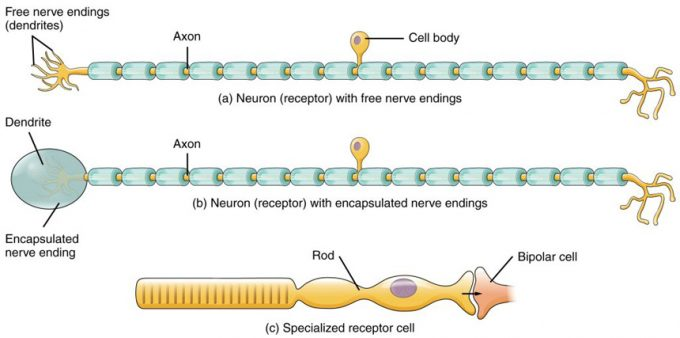 Free nerve endings
(dendrites)
Axon
Cell body
(a) Neuron (receptor) with free nerve endings
Dendrite
Axon
(b) Neuron (receptor) with encapsulated nerve endings
Encapsulated
nerve ending
Rod
Bipolar cell
(c) Specialized receptor cell